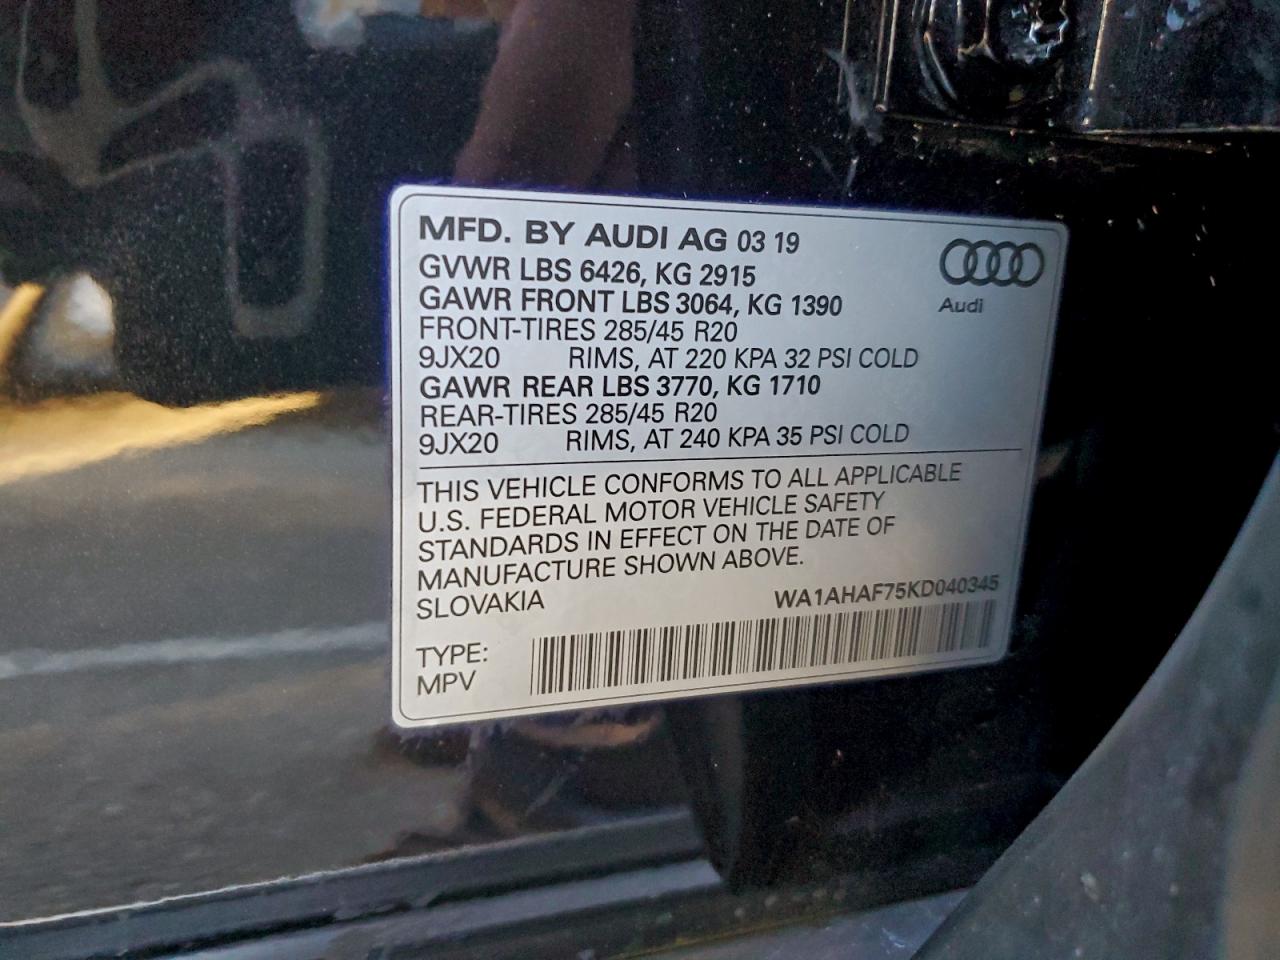 MFD. BY AUDI AG 03 19
GVWR LBS 6426, KG 2915
GAWR FRONT LBS 3064, KG 1390
FRONT-TIRES 285/45 R20
9JX20 RIMS, AT 220 KPA 32 PSI COLD
GAWR REAR LBS 3770, KG 1710
REAR-TIRES 285/45 R20
9JX20 RIMS, AT 240 KPA 35 PSI COLD
Audi
THIS VEHICLE CONFORMS TO ALL APPLICABLE
U.S. FEDERAL MOTOR VEHICLE SAFETY
STANDARDS IN EFFECT ON THE DATE OF
MANUFACTURE SHOWN ABOVE.
SLOVAKIA WA1AHAF75KD040345
TYPE:
MPV